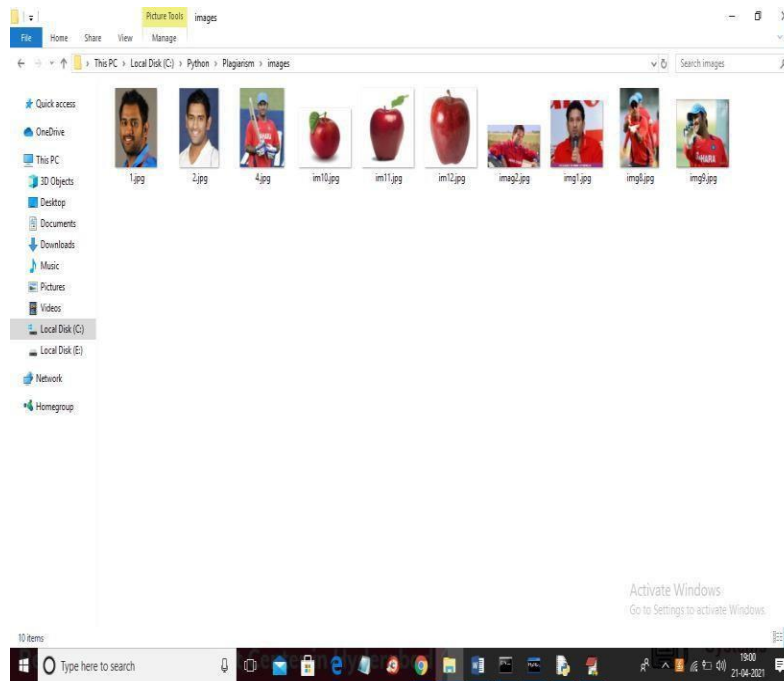 Picture Tools images
File Home Share View Manage
This PC Local Disk (C:) Python Plagiarism images
Search images
Quick access
OneDrive
This PC
3D Objects
Desktop
Documents
Downloads
Music
Pictures
Videos
Local Disk (C:)
Local Disk (E:)
Network
Homegroup
1.jpg 2.jpg 4.jpg im10.jpg im11.jpg im12.jpg imag2.jpg img1.jpg img8.jpg img9.jpg
Activate Windows
Go to Settings to activate Windows.
10 items
Type here to search
19:00
21-04-2021